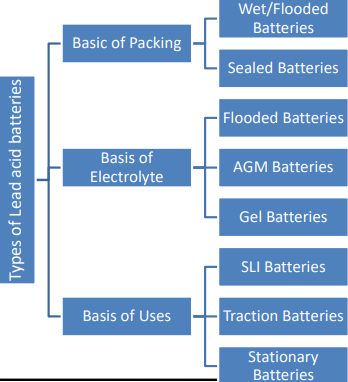 Types of Lead acid batteries
Basic of Packing
Wet/Flooded
Batteries
Sealed Batteries
Basis of
Electrolyte
Flooded Batteries
AGM Batteries
Gel Batteries
Basis of Uses
SLI Batteries
Traction Batteries
Stationary
Batteries